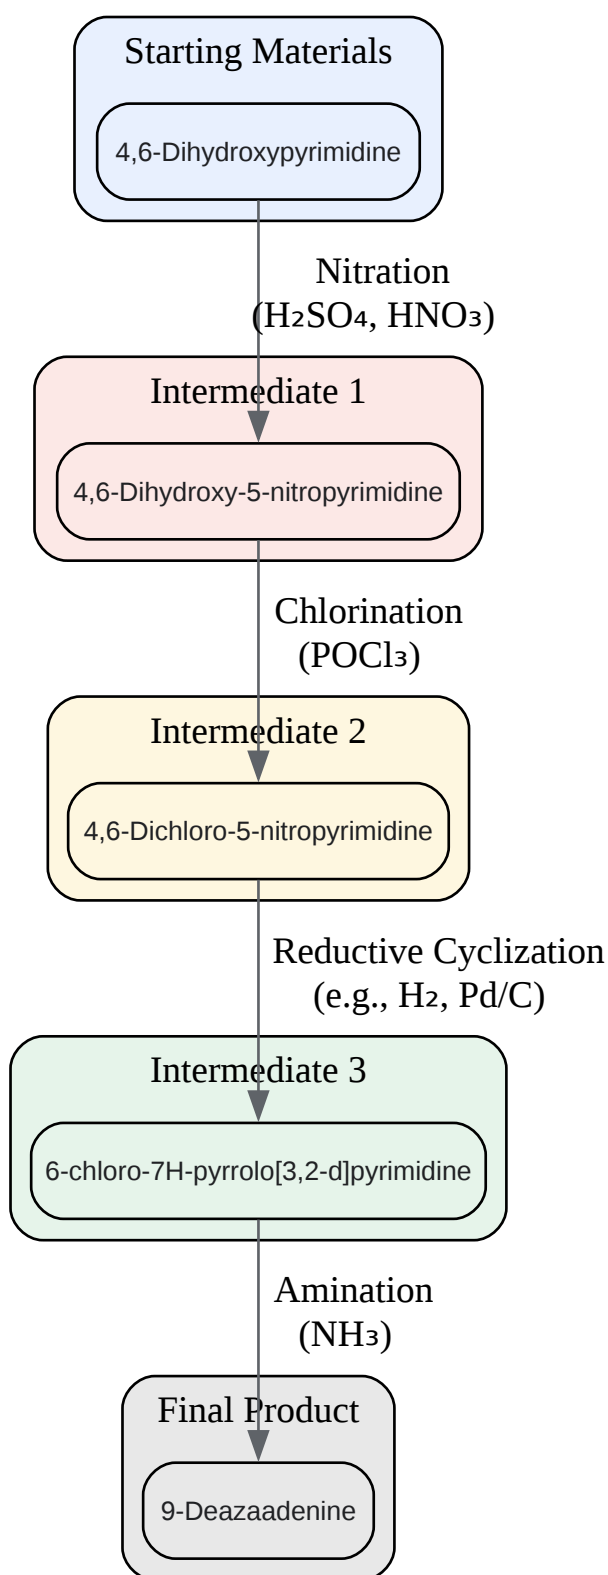 Starting Materials
4,6-Dihydroxypyrimidine
Nitration
(H₂SO₄, HNO₃)
Intermediate 1
4,6-Dihydroxy-5-nitropyrimidine
Chlorination
(POCl₃)
Intermediate 2
4,6-Dichloro-5-nitropyrimidine
Reductive Cyclization
(e.g., H₂, Pd/C)
Intermediate 3
6-chloro-7H-pyrrolo[3,2-d]pyrimidine
Amination
(NH₃)
Final Product
9-Deazaadenine